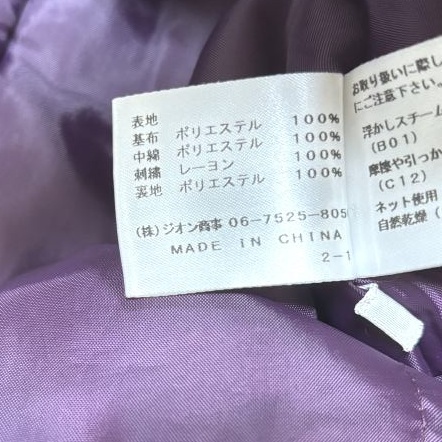 表地
基布 ポリエステル 100%
中綿 ポリエステル 100%
刺繍 レーヨン 100%
裏地 ポリエステル 100%
(株)ジオン商事 06-7525-805
MADE IN CHINA
2-1
お取り扱いに際し
にご注意下さい。
浮かしスチーム
(B01)
摩擦や引っか
(C12)
ネット使用
自然乾燥(